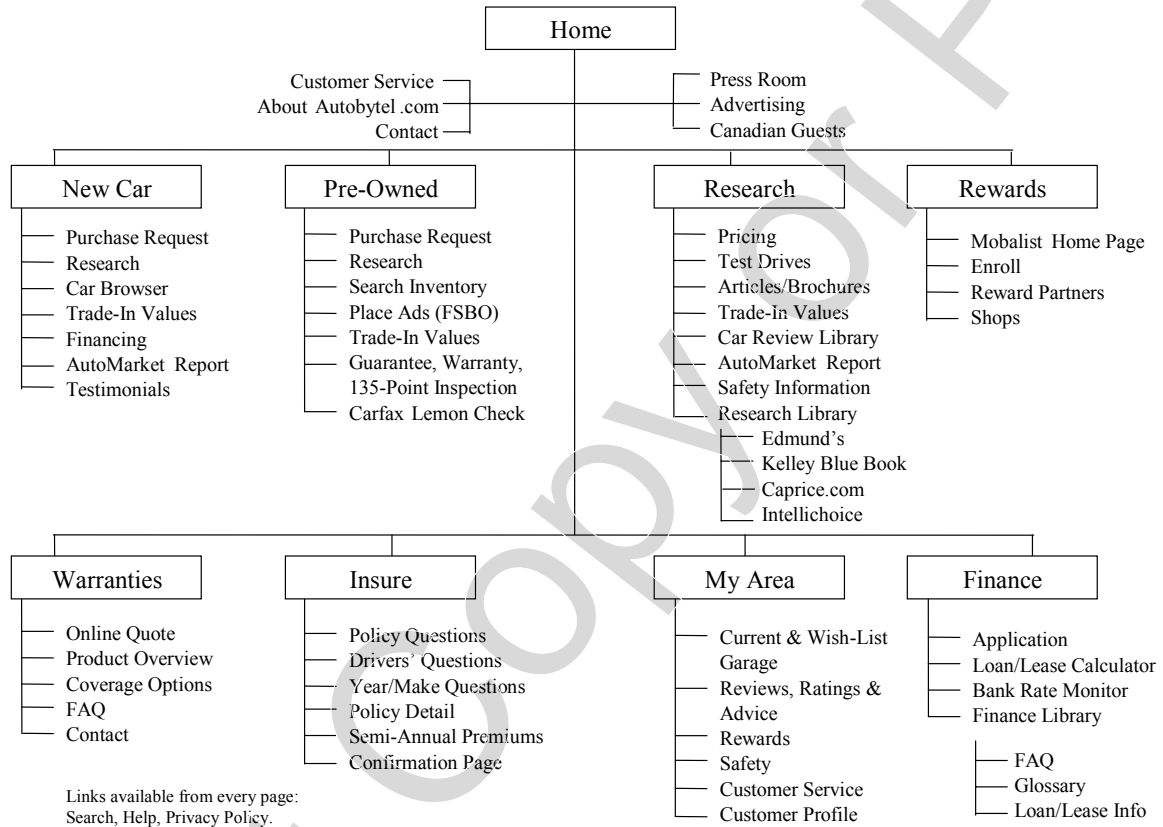 Home
Customer Service
About Autobytel .com
Contact
Press Room
Advertising
Canadian Guests
New Car
Purchase Request
Research
Car Browser
Trade-In Values
Financing
AutoMarket Report
Testimonials
Pre-Owned
Purchase Request
Research
Search Inventory
Place Ads (FSBO)
Trade-In Values
Guarantee, Warranty,
135-Point Inspection
Carfax Lemon Check
Research
Pricing
Test Drives
Articles/Brochures
Trade-In Values
Car Review Library
AutoMarket Report
Safety Information
Research Library
Edmund’s
Kelley Blue Book
Caprice.com
Intellichoice
Rewards
Mobalist Home Page
Enroll
Reward Partners
Shops
Warranties
Online Quote
Product Overview
Coverage Options
FAQ
Contact
Insure
Policy Questions
Drivers’ Questions
Year/Make Questions
Policy Detail
Semi-Annual Premiums
Confirmation Page
My Area
Current & Wish-List
Garage
Reviews, Ratings &
Advice
Rewards
Safety
Customer Service
Customer Profile
Finance
Application
Loan/Lease Calculator
Bank Rate Monitor
Finance Library
FAQ
Glossary
Loan/Lease Info
Links available from every page:
Search, Help, Privacy Policy.
Copy or P